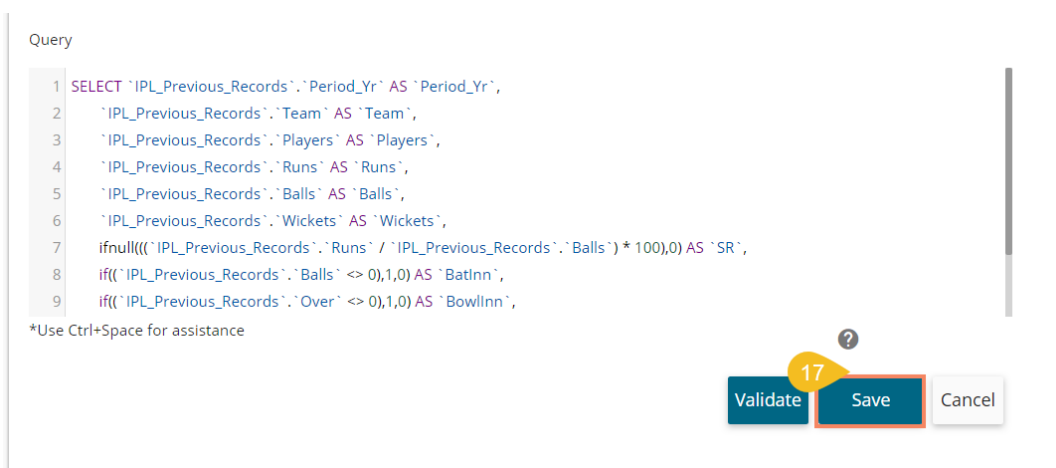 Query
1 SELECT `IPL_Previous_Records`.`Period_Yr` AS `Period_Yr`,
2 `IPL_Previous_Records`.`Team` AS `Team`,
3 `IPL_Previous_Records`.`Players` AS `Players`,
4 `IPL_Previous_Records`.`Runs` AS `Runs`,
5 `IPL_Previous_Records`.`Balls` AS `Balls`,
6 `IPL_Previous_Records`.`Wickets` AS `Wickets`,
7 ifnull(((`IPL_Previous_Records`.`Runs` / `IPL_Previous_Records`.`Balls`) * 100),0) AS `SR`,
8 if((`IPL_Previous_Records`.`Balls` <> 0),1,0) AS `BatInn`,
9 if((`IPL_Previous_Records`.`Over` <> 0),1,0) AS `BowlInn`,
*Use Ctrl+Space for assistance
?
17
Validate Save Cancel